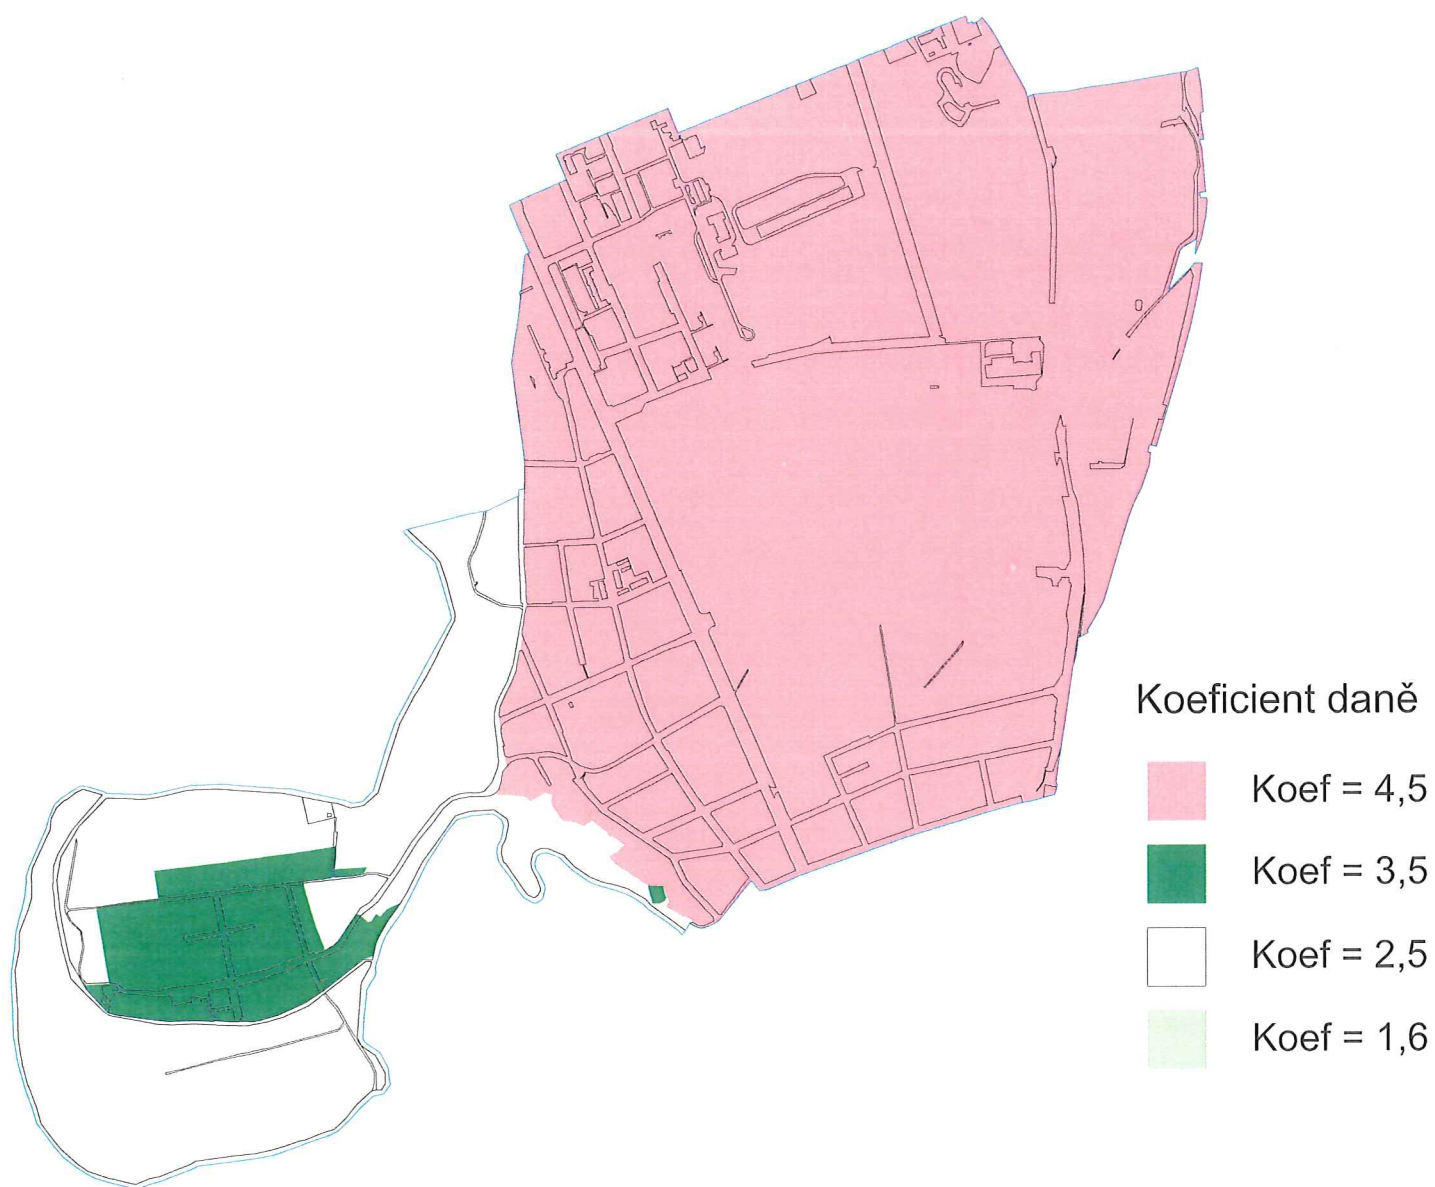 Koeficient daně
Koef = 4,5
Koef = 3,5
Koef = 2,5
Koef = 1,6